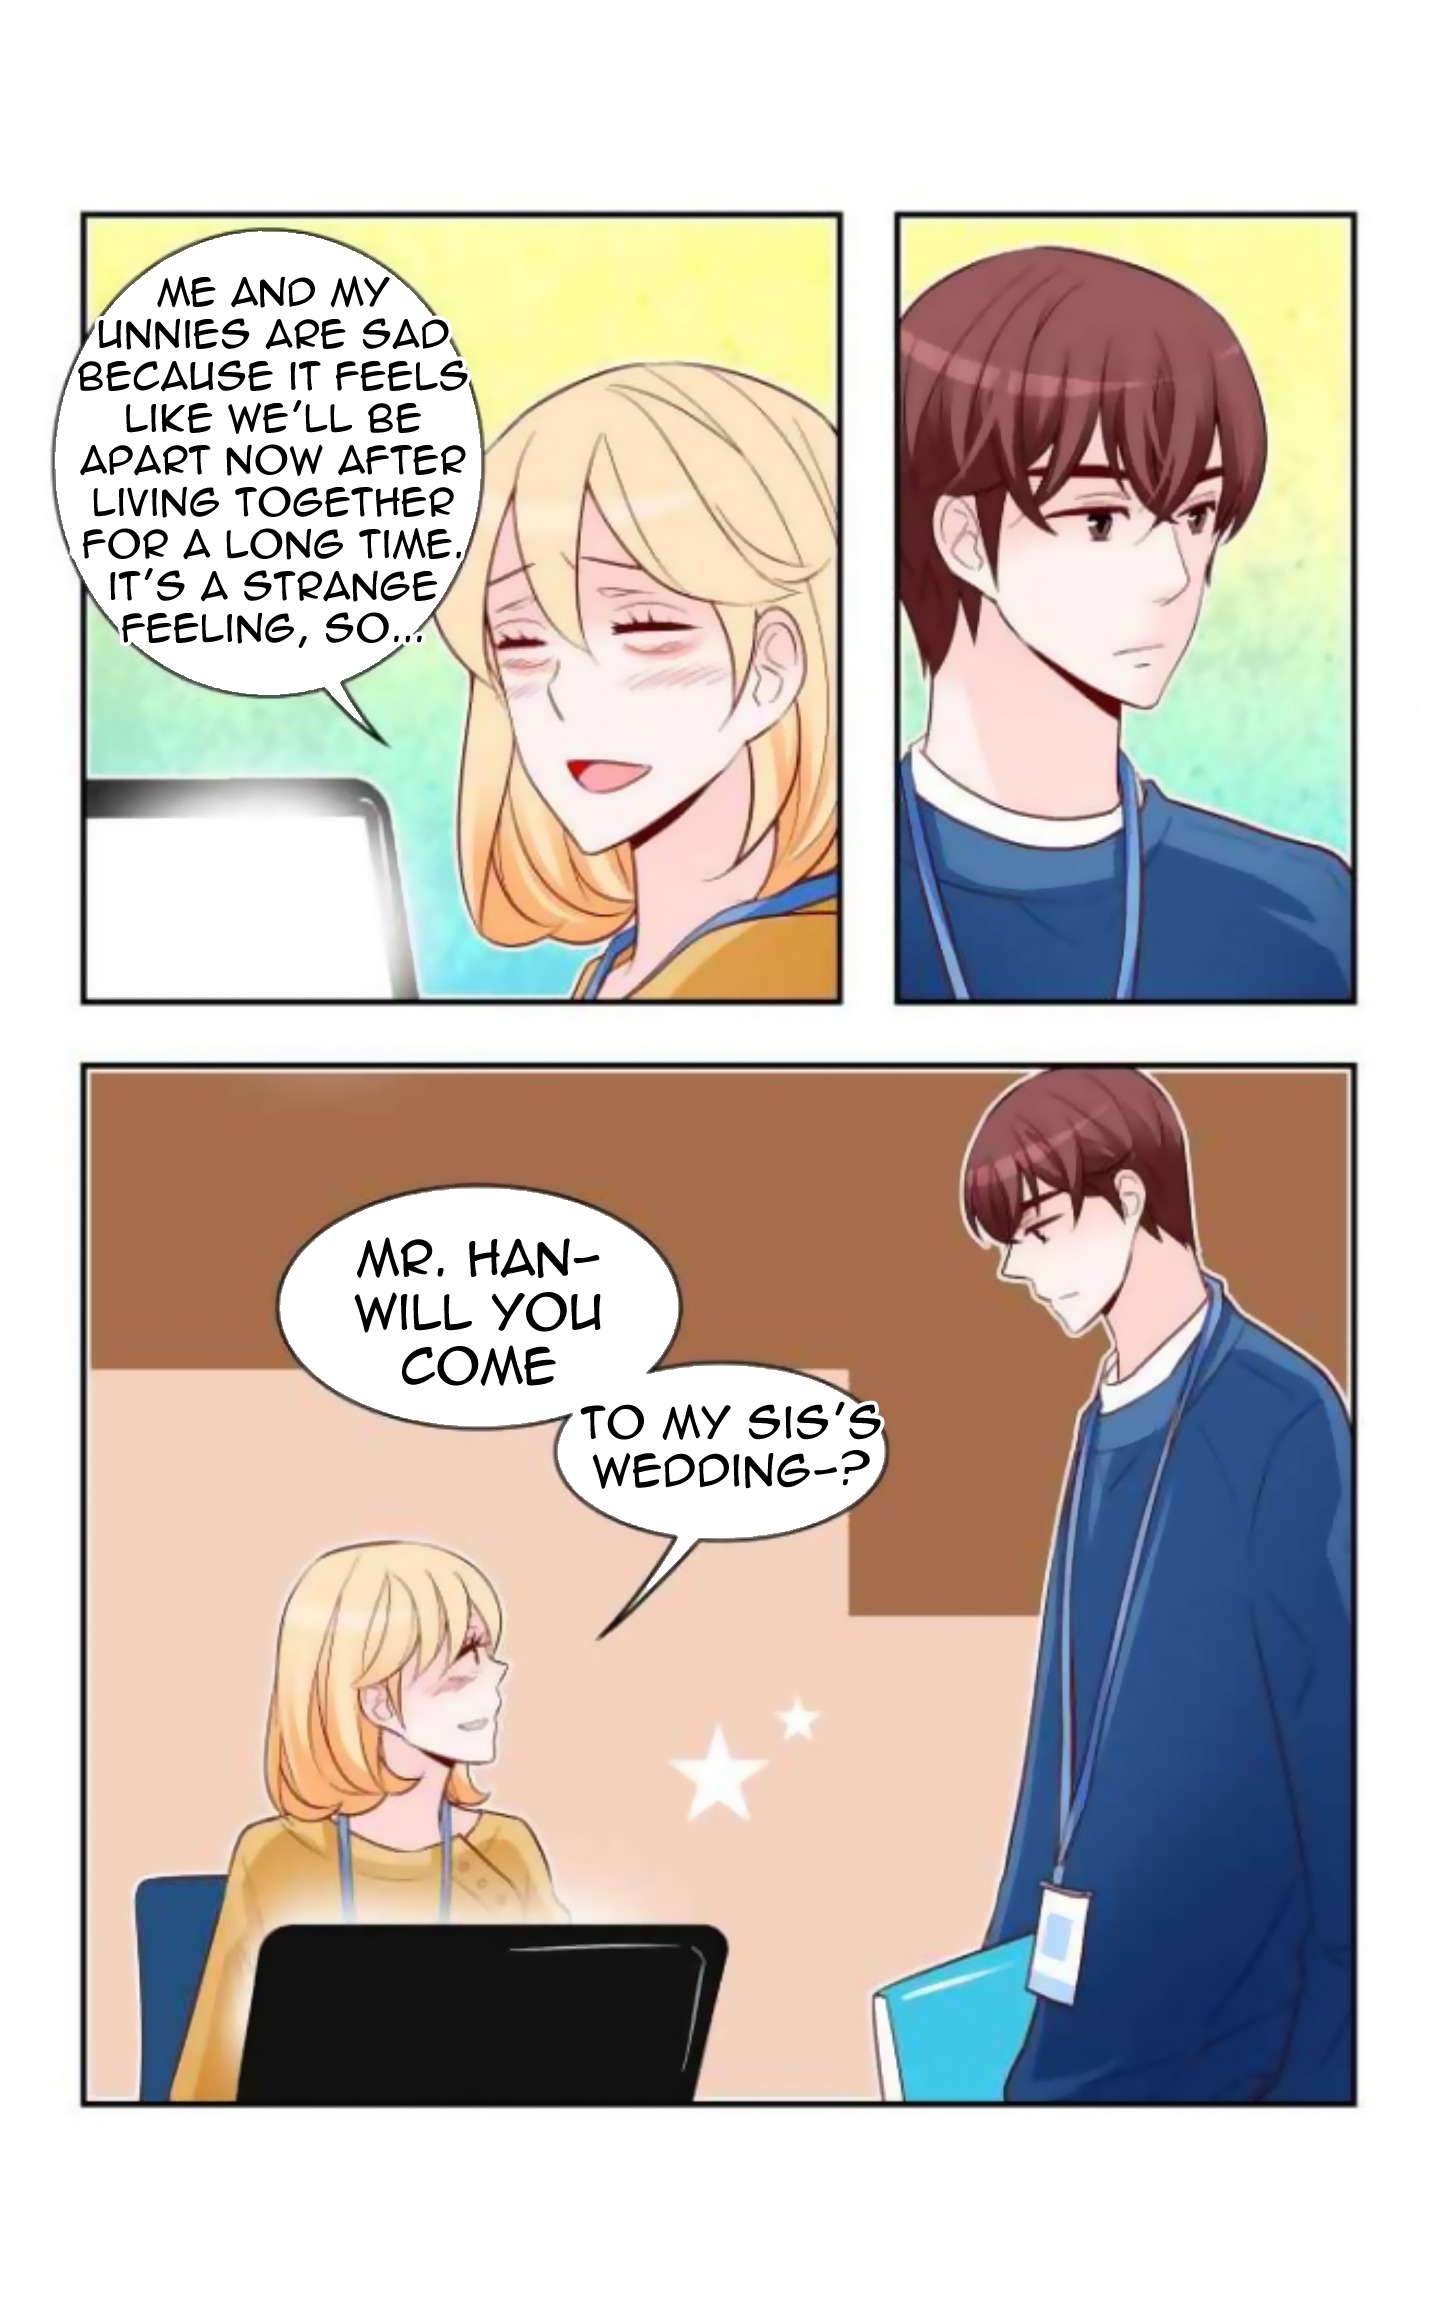 ME AND MY
UNNIES ARE SAD
BECAUSE IT FEELS
LIKE WE'LL BE
APART NOW AFTER
LIVING TOGETHER
FOR A LONG TIME.
IT'S A STRANGE
FEELING, SO...
MR. HAN-
WILL YOU
COME
TO MY SIS'S
WEDDING-?